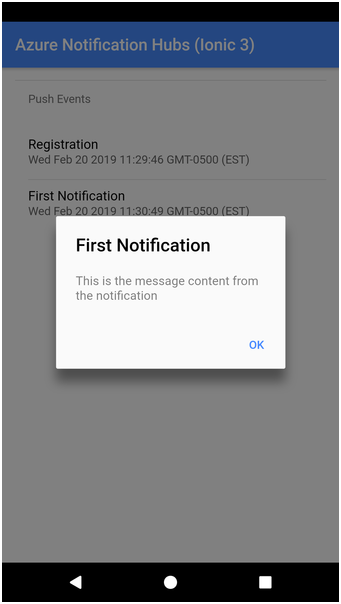 Azure Notification Hubs (Ionic 3)
Push Events
Registration
Wed Feb 20 2019 11:29:46 GMT-0500 (EST)
First Notification
Wed Feb 20 2019 11:30:49 GMT-0500 (EST)
First Notification
This is the message content from
the notification
OK